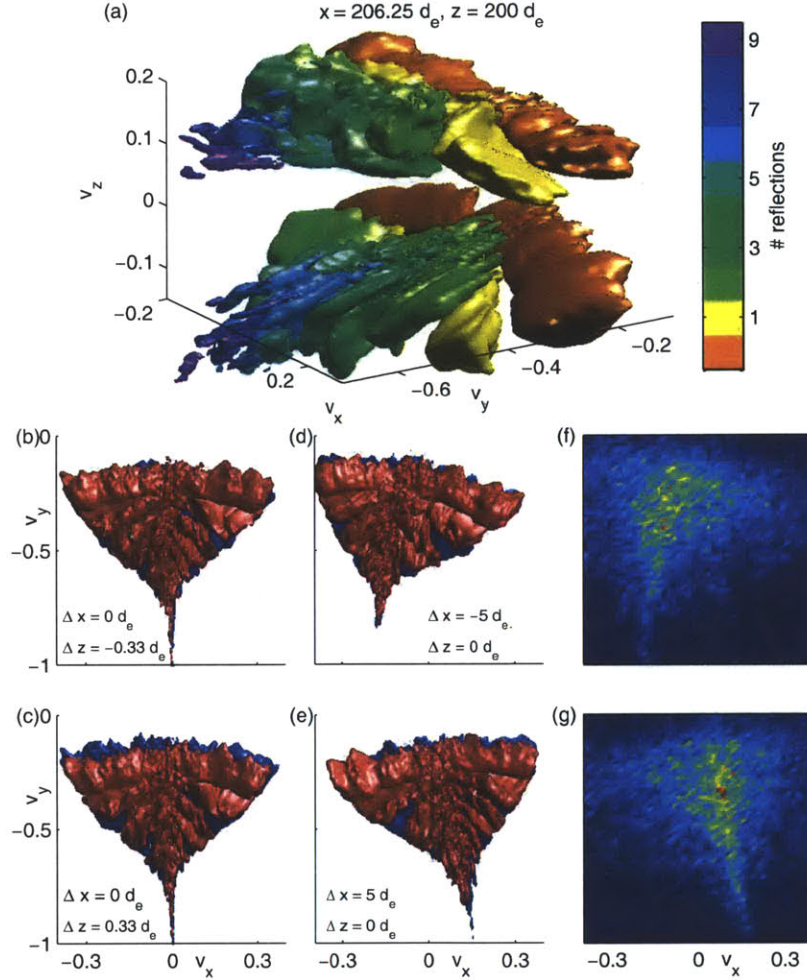 (a)
x = 206.25 d_e, z = 200 d_e
0.2
0.1
0
−0.1
−0.2
v_z
0.2
v_x
−0.6
−0.4
−0.2
v_y
9
7
5
3
1
# reflections
(b)
0
−0.5
−1
v_y
Δ x = 0 d_e
Δ z = −0.33 d_e
(d)
Δ x = −5 d_e.
Δ z = 0 d_e
(f)
(c)
0
−0.5
−1
v_y
Δ x = 0 d_e
Δ z = 0.33 d_e
−0.3
0
0.3
v_x
(e)
Δ x = 5 d_e
Δ z = 0 d_e
−0.3
0
0.3
v_x
(g)
−0.3
0
0.3
v_x